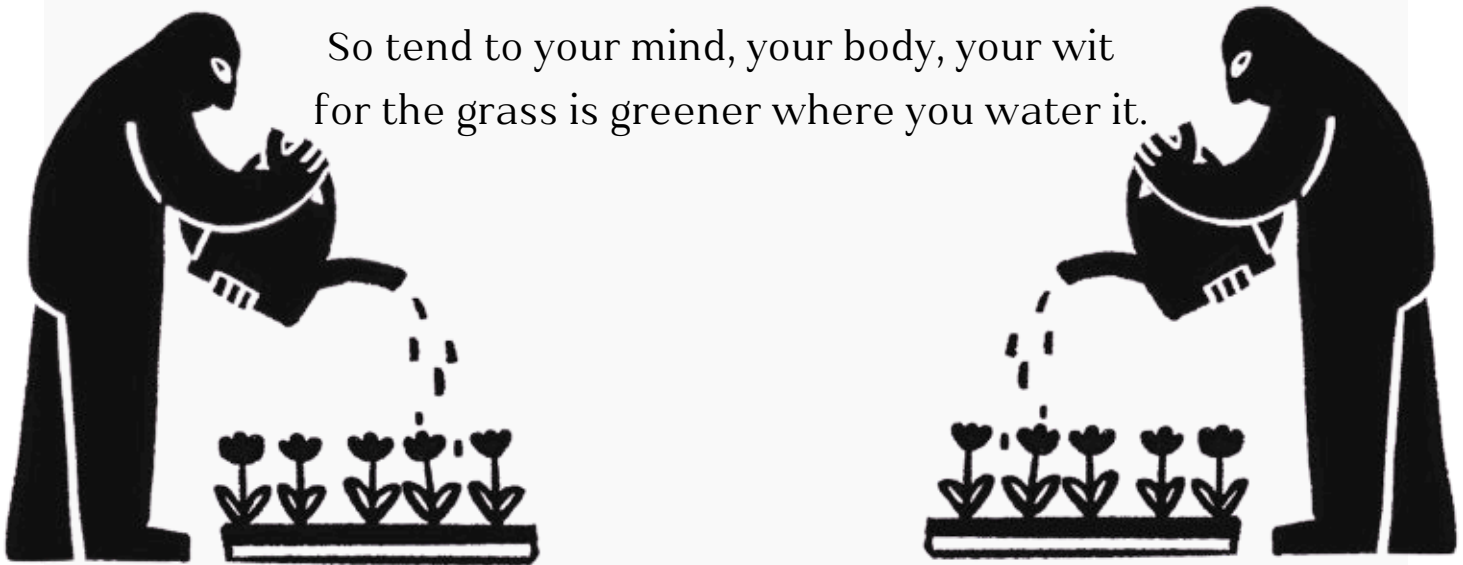 So tend to your mind, your body, your wit
for the grass is greener where you water it.